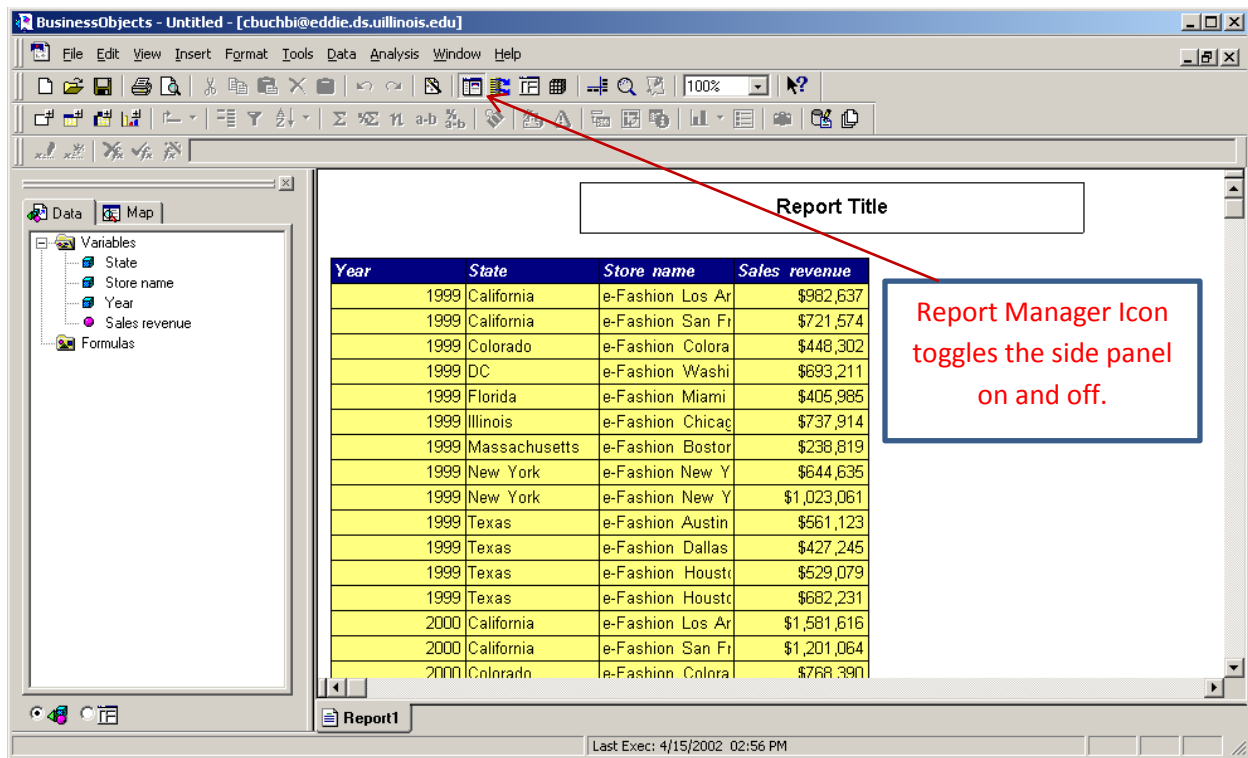 BusinessObjects - Untitled - [cbuchbi@eddie.ds.uillinois.edu]
File Edit View Insert Format Tools Data Analysis Window Help
100%
Data Map
Variables
State
Store name
Year
Sales revenue
Formulas
Report Title
Year State Store name Sales revenue
1999 California e-Fashion Los Ar $982,637
1999 California e-Fashion San Fr $721,574
1999 Colorado e-Fashion Colora $448,302
1999 DC e-Fashion Washi $693,211
1999 Florida e-Fashion Miami $405,985
1999 Illinois e-Fashion Chicag $737,914
1999 Massachusetts e-Fashion Bostor $238,819
1999 New York e-Fashion New Y $644,635
1999 New York e-Fashion New Y $1,023,061
1999 Texas e-Fashion Austin $561,123
1999 Texas e-Fashion Dallas $427,245
1999 Texas e-Fashion Housto $529,079
1999 Texas e-Fashion Housto $682,231
2000 California e-Fashion Los Ar $1,581,616
2000 California e-Fashion San Fr $1,201,064
2000 Colorado e-Fashion Colora $768,390
Report Manager Icon
toggles the side panel
on and off.
Report1
Last Exec: 4/15/2002 02:56 PM